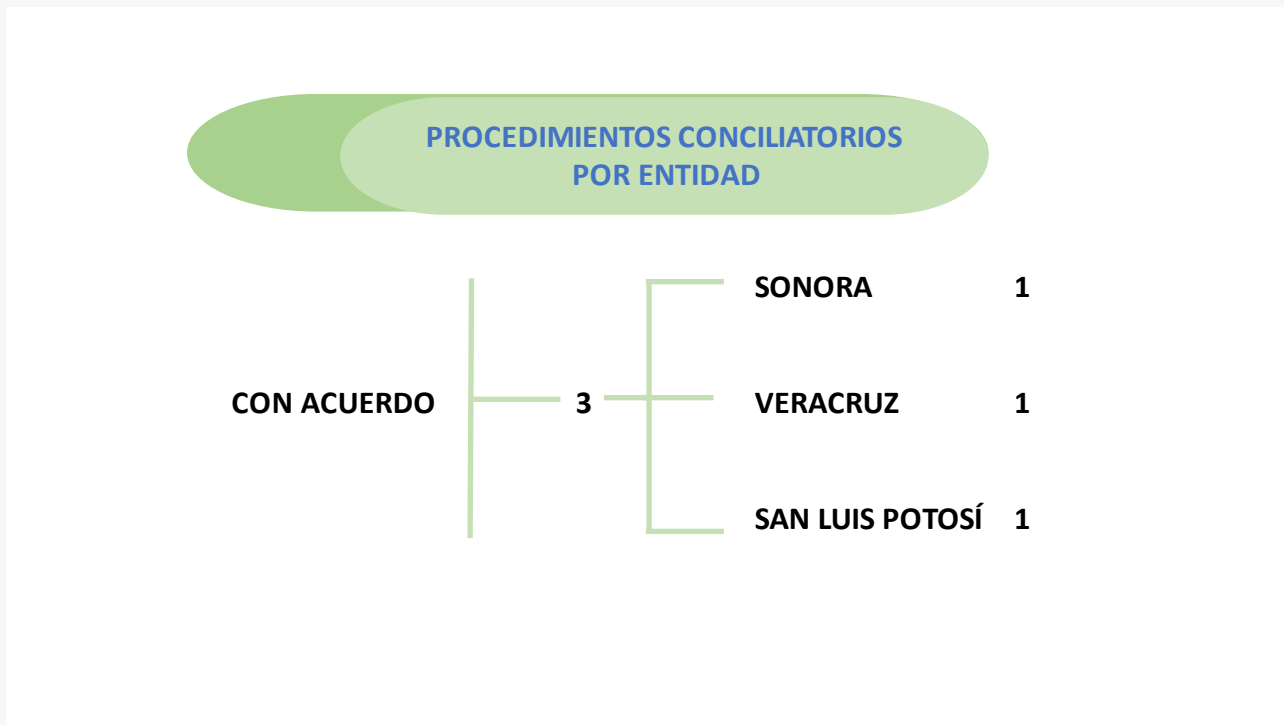 PROCEDIMIENTOS CONCILIATORIOS
POR ENTIDAD
SONORA 1
CON ACUERDO 3 VERACRUZ 1
SAN LUIS POTOSÍ 1